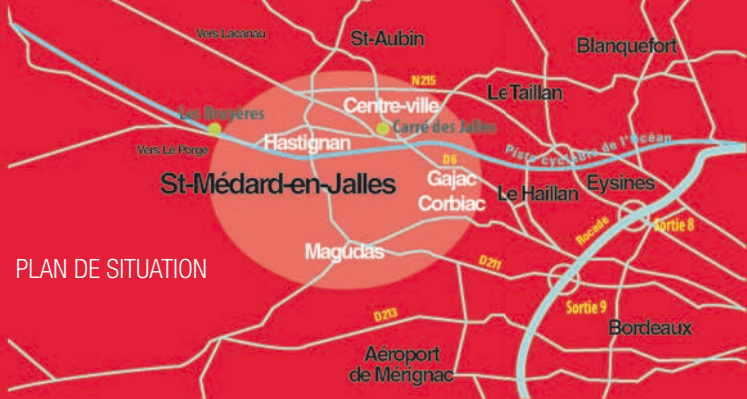 Vers Lacanau
St-Aubin
Blanquefort
N215
Le Taillan
Centre-ville
Les Bruyères
Carré des Jalles
Hastignan
Piste cyclable de l'Océan
Vers Le Porge
D6
St-Médard-en-Jalles
Gajac
Eysines
Le Haillan
Corbiac
Sortie 8
Rocade
Magudas
D211
PLAN DE SITUATION
Sortie 9
D213
Bordeaux
Aéroport
de Mérignac